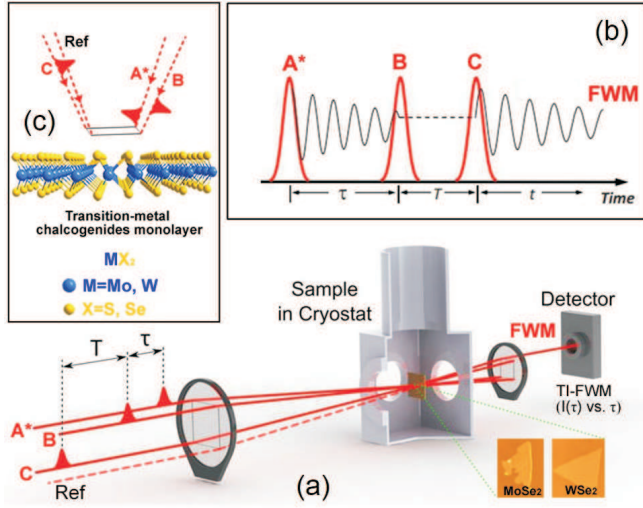 Ref
C
A*
B
(c)
Transition-metal
chalcogenides monolayer
MX₂
M=Mo, W
X=S, Se
(b)
A*
B
C
FWM
τ
T
t
Time
Sample
in Cryostat
Detector
FWM
TI-FWM
(I(τ) vs. τ)
T
τ
A*
B
C
Ref
(a)
MoSe₂
WSe₂